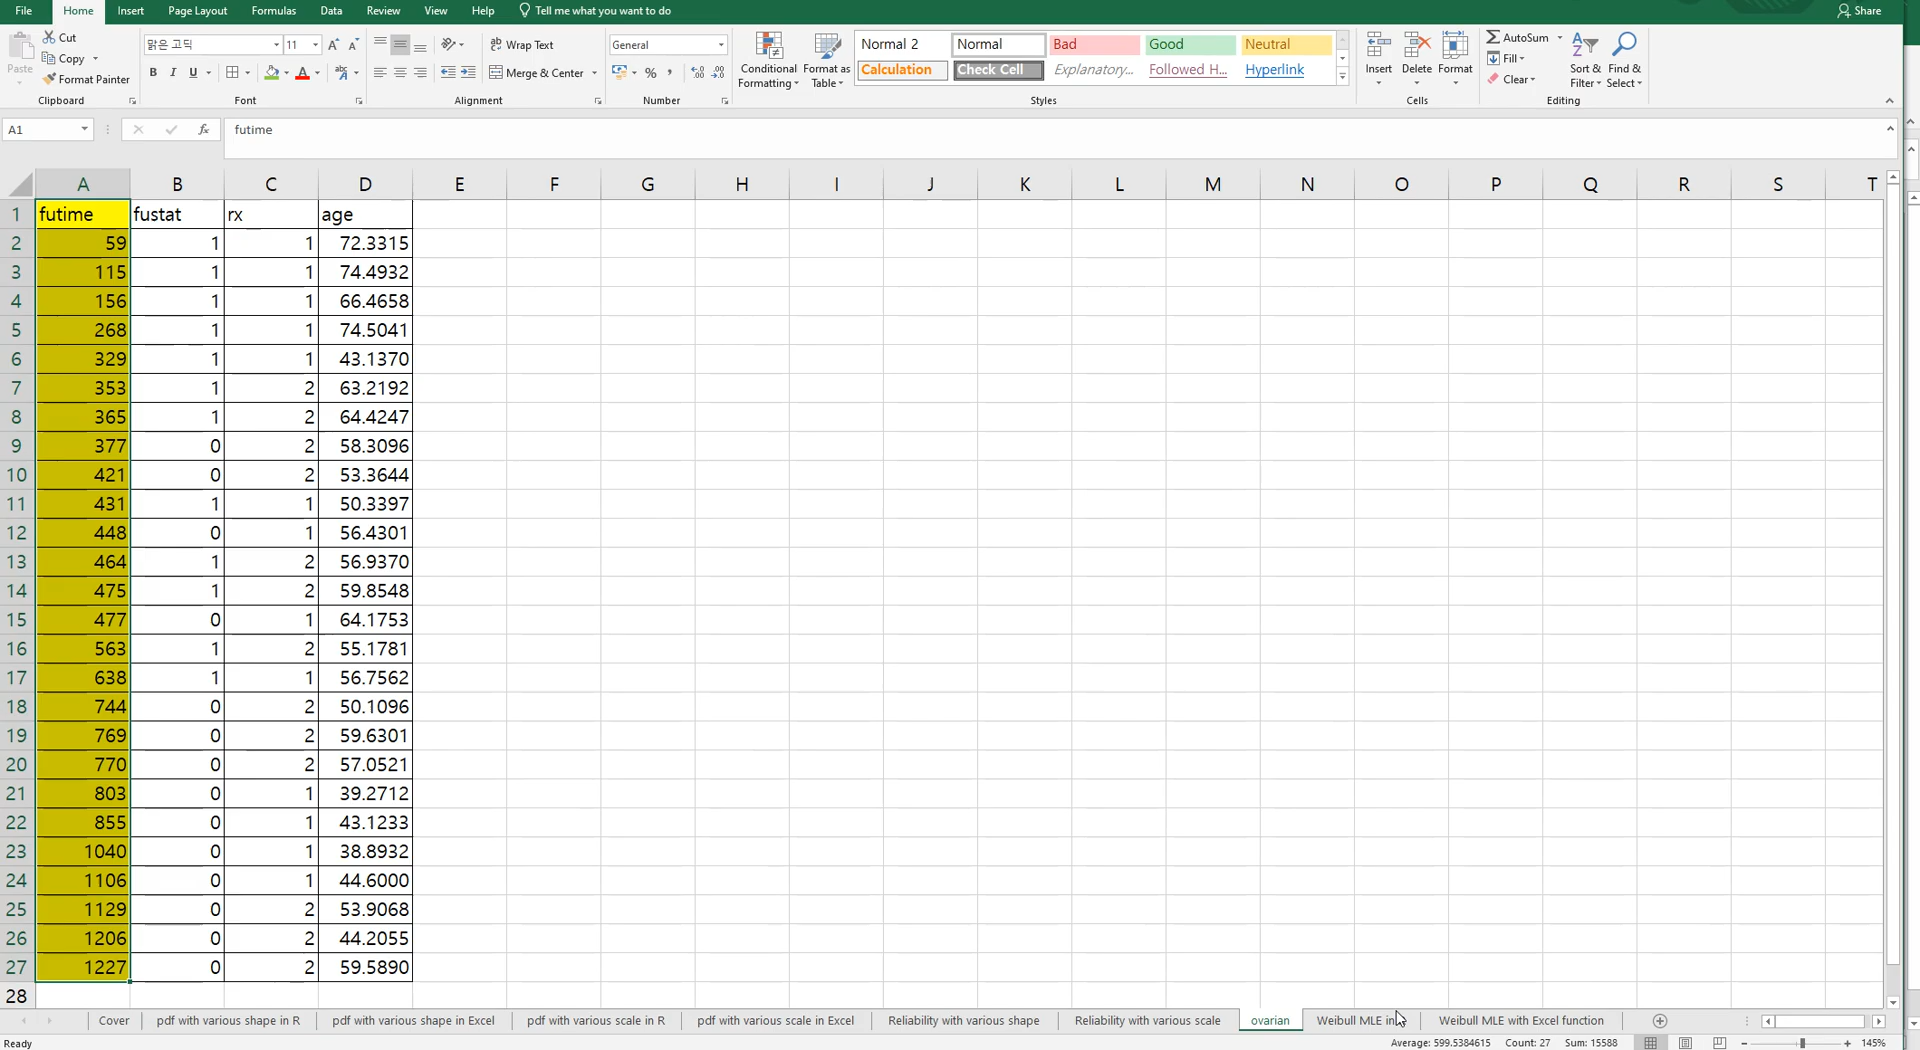 File Home Insert Page Layout Formulas Data Review View Help Tell me what you want to do Share
Paste Cut Copy Format Painter
맑은 고딕 11
B I U
Wrap Text
Merge & Center
General
%
Conditional Formatting
Format as Table
Normal 2 Normal Bad Good Neutral
Calculation Check Cell Explanatory... Followed H... Hyperlink
Insert Delete Format
AutoSum
Fill
Clear
Sort & Filter
Find & Select
Clipboard Font Alignment Number Styles Cells Editing
A1 fx futime
A B C D E F G H I J K L M N O P Q R S T
1 futime fustat rx age
2 59 1 1 72.3315
3 115 1 1 74.4932
4 156 1 1 66.4658
5 268 1 1 74.5041
6 329 1 1 43.1370
7 353 1 2 63.2192
8 365 1 2 64.4247
9 377 0 2 58.3096
10 421 0 2 53.3644
11 431 1 1 50.3397
12 448 0 1 56.4301
13 464 1 2 56.9370
14 475 1 2 59.8548
15 477 0 1 64.1753
16 563 1 2 55.1781
17 638 1 1 56.7562
18 744 0 2 50.1096
19 769 0 2 59.6301
20 770 0 2 57.0521
21 803 0 1 39.2712
22 855 0 1 43.1233
23 1040 0 1 38.8932
24 1106 0 1 44.6000
25 1129 0 2 53.9068
26 1206 0 2 44.2055
27 1227 0 2 59.5890
28
Cover pdf with various shape in R pdf with various shape in Excel pdf with various scale in R pdf with various scale in Excel Reliability with various shape Reliability with various scale ovarian Weibull MLE in Weibull MLE with Excel function
Ready Average: 599.5384615 Count: 27 Sum: 15588 145%